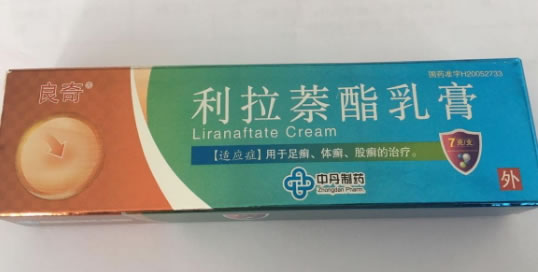 国药准字H20052733
良奇®
利拉萘酯乳膏
Liranaftate Cream
【适应症】用于足癣、体癣、股癣的治疗。
7克/支
中丹制药
Zhongdan Pharm
外